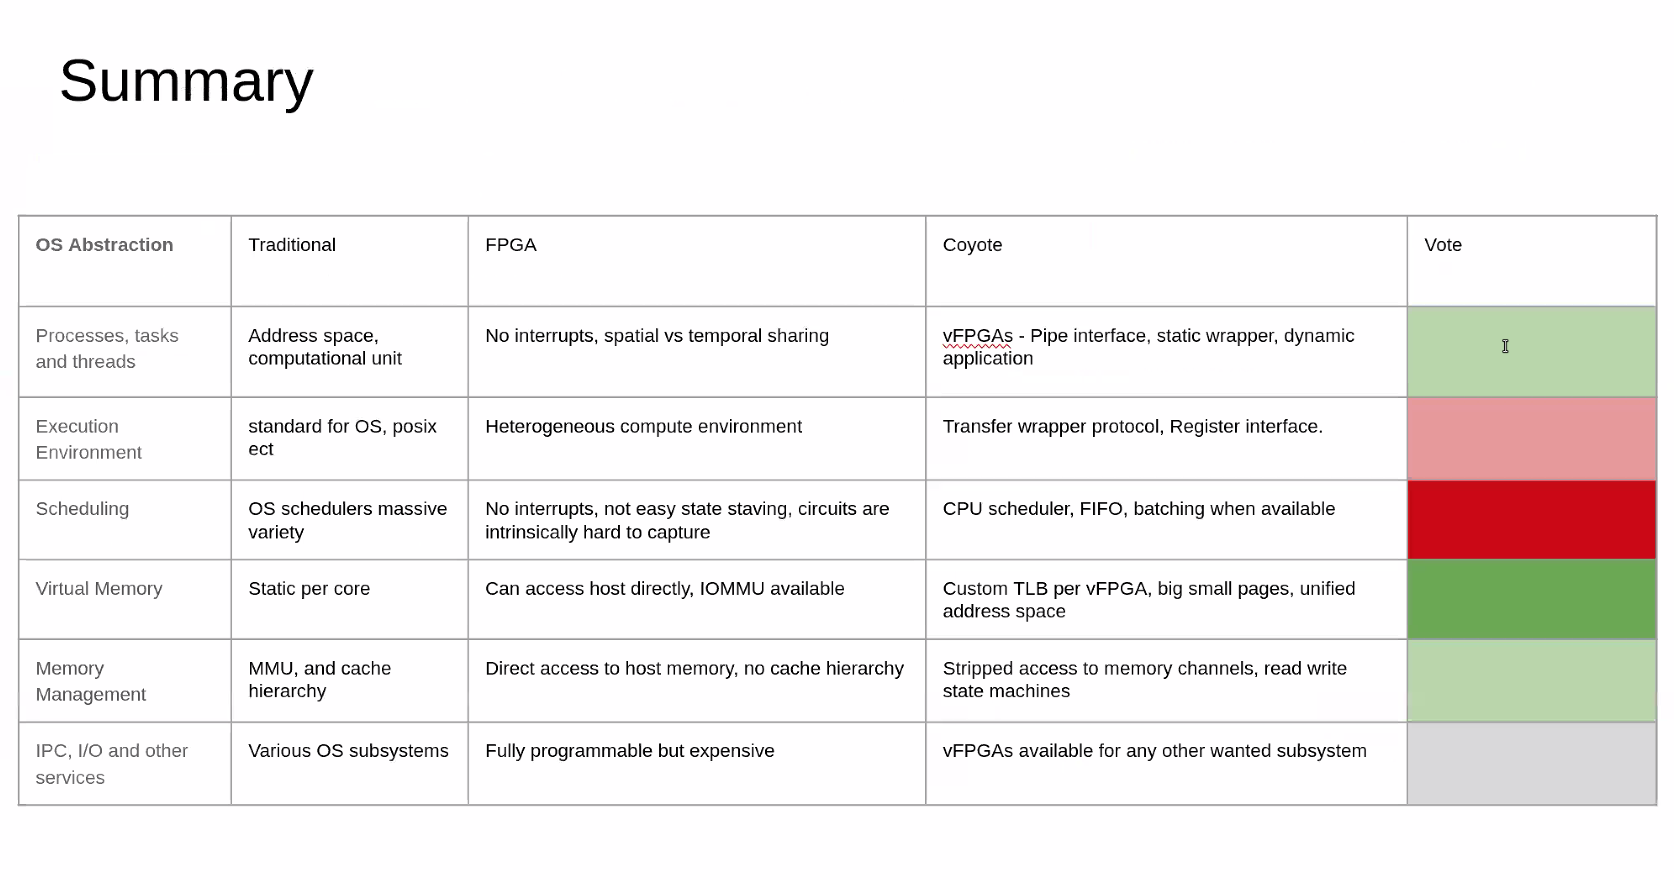 Summary
OS Abstraction
Traditional
FPGA
Coyote
Vote
Processes, tasks
and threads
Address space,
computational unit
No interrupts, spatial vs temporal sharing
vFPGAs - Pipe interface, static wrapper, dynamic
application
Execution
Environment
standard for OS, posix
ect
Heterogeneous compute environment
Transfer wrapper protocol, Register interface.
Scheduling
OS schedulers massive
variety
No interrupts, not easy state staving, circuits are
intrinsically hard to capture
CPU scheduler, FIFO, batching when available
Virtual Memory
Static per core
Can access host directly, IOMMU available
Custom TLB per vFPGA, big small pages, unified
address space
Memory
Management
MMU, and cache
hierarchy
Direct access to host memory, no cache hierarchy
Stripped access to memory channels, read write
state machines
IPC, I/O and other
services
Various OS subsystems
Fully programmable but expensive
vFPGAs available for any other wanted subsystem